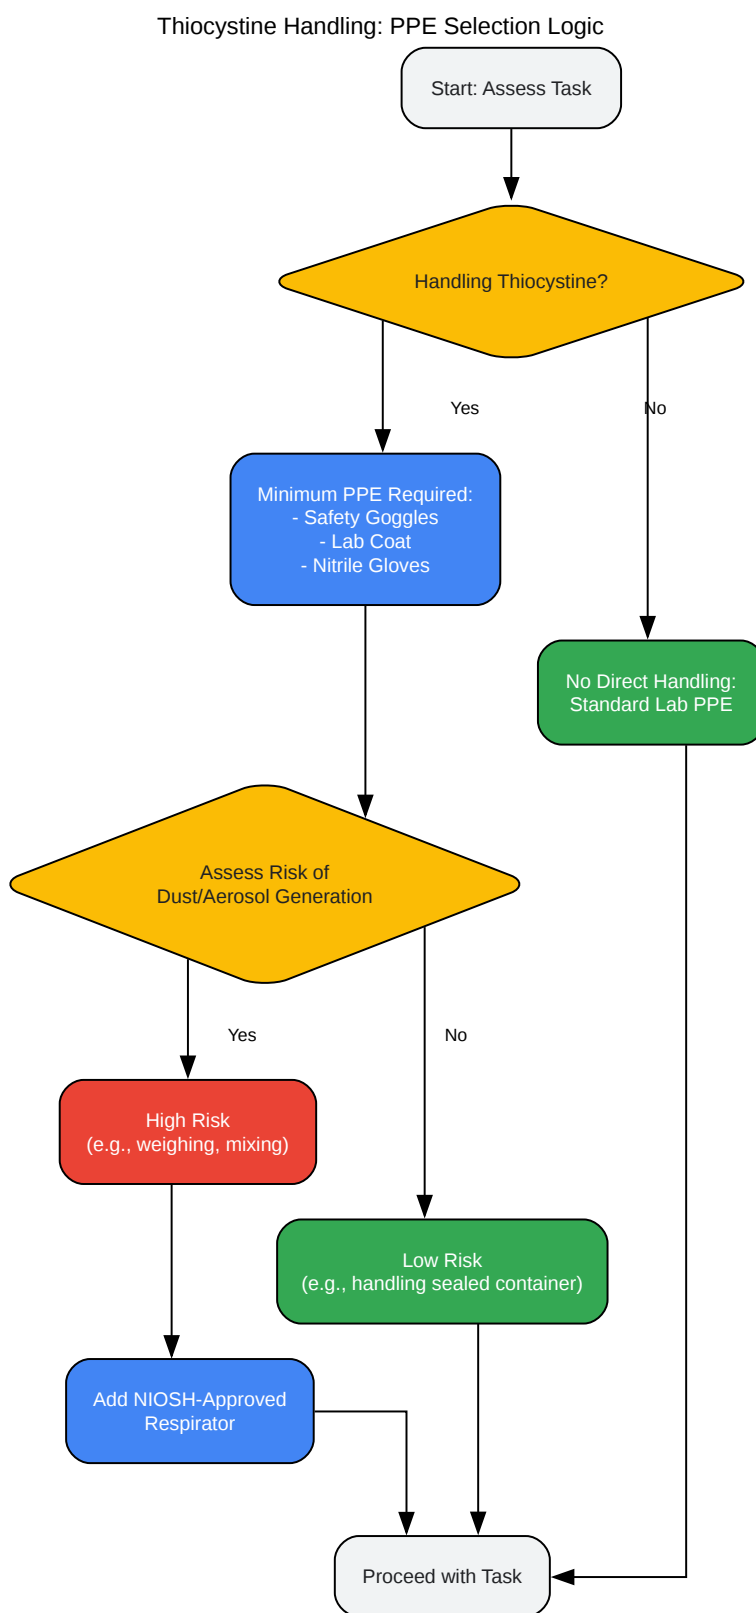 Thiocystine Handling: PPE Selection Logic
Start: Assess Task
Handling Thiocystine?
Yes
No
Minimum PPE Required:
- Safety Goggles
- Lab Coat
- Nitrile Gloves
No Direct Handling:
Standard Lab PPE
Assess Risk of
Dust/Aerosol Generation
Yes
No
High Risk
(e.g., weighing, mixing)
Low Risk
(e.g., handling sealed container)
Add NIOSH-Approved
Respirator
Proceed with Task